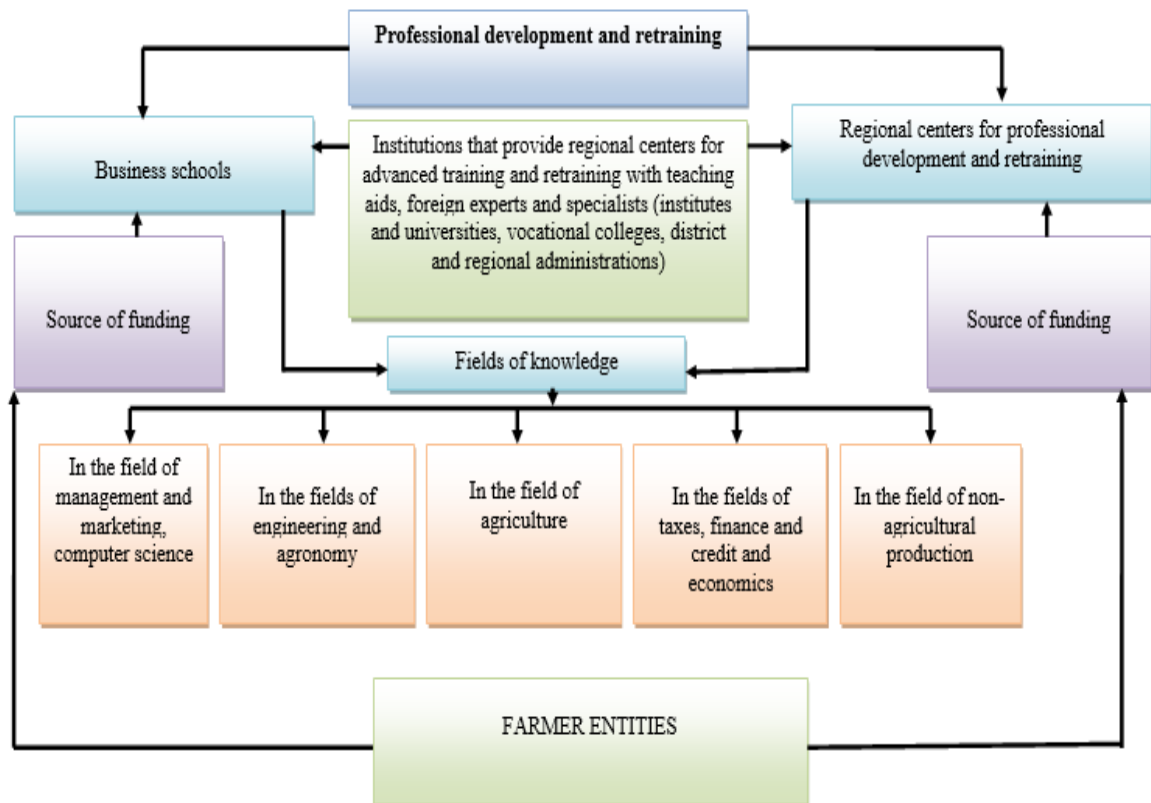 Professional development and retraining
Business schools
Institutions that provide regional centers for
advanced training and retraining with teaching
aids, foreign experts and specialists (institutes
and universities, vocational colleges, district
and regional administrations)
Regional centers for professional
development and retraining
Source of funding
Source of funding
Fields of knowledge
In the field of
management and
marketing,
computer science
In the fields of
engineering and
agronomy
In the field of
agriculture
In the fields of
taxes, finance and
credit and
economics
In the field of non-
agricultural
production
FARMER ENTITIES